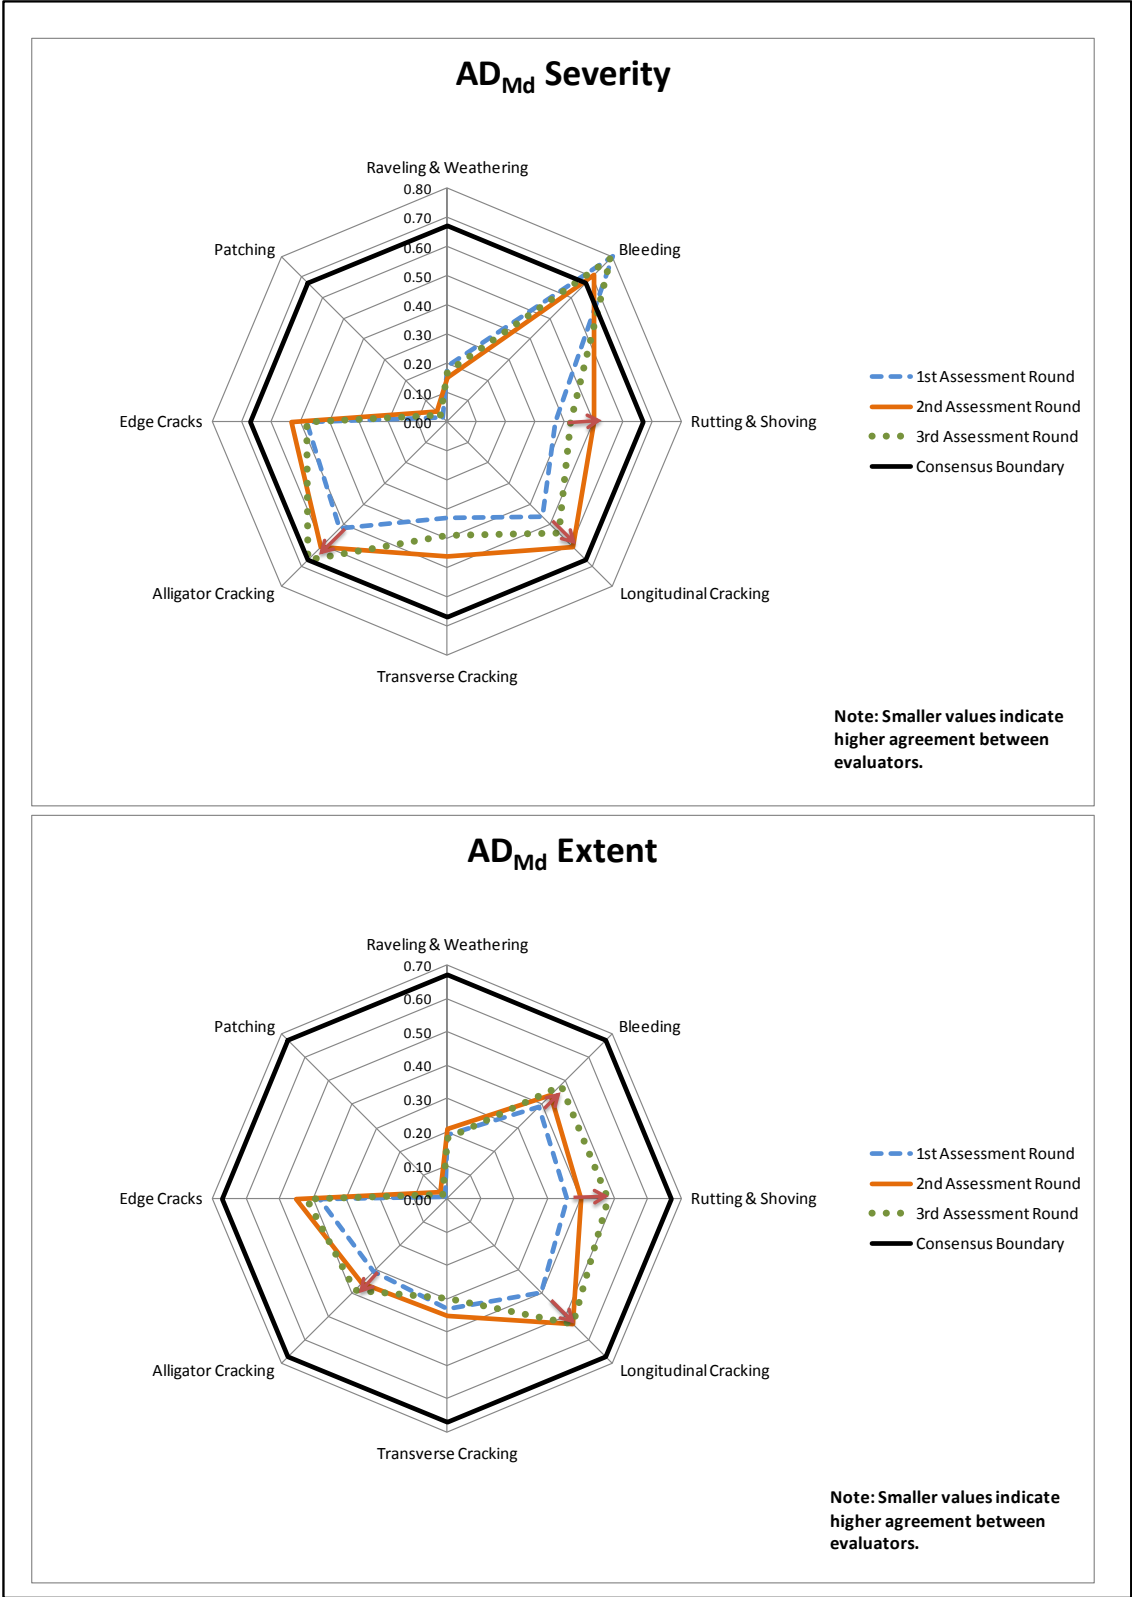 AD_Md Severity
Raveling & Weathering
0.80
0.70
0.60
0.50
0.40
0.30
0.20
0.10
0.00
Patching
Bleeding
Edge Cracks
Rutting & Shoving
Alligator Cracking
Longitudinal Cracking
Transverse Cracking
1st Assessment Round
2nd Assessment Round
3rd Assessment Round
Consensus Boundary
Note: Smaller values indicate
higher agreement between
evaluators.
AD_Md Extent
Raveling & Weathering
0.70
0.60
0.50
0.40
0.30
0.20
0.10
0.00
Patching
Bleeding
Edge Cracks
Rutting & Shoving
Alligator Cracking
Longitudinal Cracking
Transverse Cracking
1st Assessment Round
2nd Assessment Round
3rd Assessment Round
Consensus Boundary
Note: Smaller values indicate
higher agreement between
evaluators.